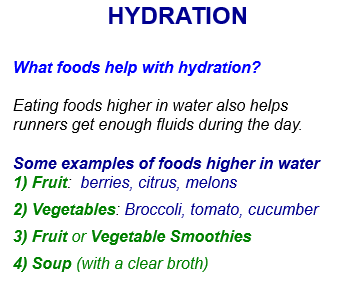 HYDRATION
What foods help with hydration?
Eating foods higher in water also helps
runners get enough fluids during the day.
Some examples of foods higher in water
1) Fruit:  berries, citrus, melons
2) Vegetables: Broccoli, tomato, cucumber
3) Fruit or Vegetable Smoothies
4) Soup (with a clear broth)